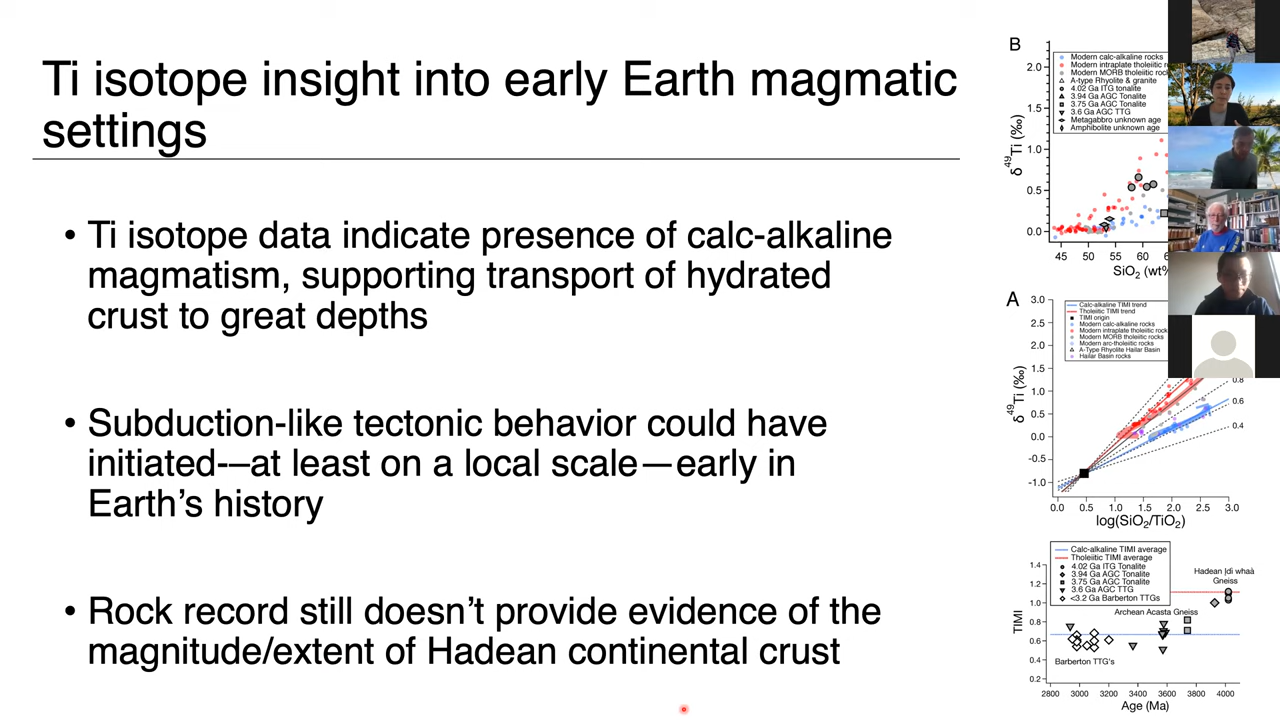 Ti isotope insight into early Earth magmatic
settings
• Ti isotope data indicate presence of calc-alkaline
magmatism, supporting transport of hydrated
crust to great depths
• Subduction-like tectonic behavior could have
initiated-–at least on a local scale—early in
Earth’s history
• Rock record still doesn’t provide evidence of the
magnitude/extent of Hadean continental crust
B
2.0
1.5
1.0
0.5
0.0
δ49Ti (‰)
Modern calc-alkaline rocks
Modern intraplate tholeiitic
Modern MORB tholeiitic
A-type Rhyolite & granite
4.02 Ga ITG tonalite
3.94 Ga AGC Tonalite
3.75 Ga AGC Tonalite
3.6 Ga AGC TTG
Metagabbro unknown age
Amphibolite unknown age
45 50 55 60
SiO2 (wt%
A
3.0
2.5
2.0
1.5
1.0
0.5
0.0
-0.5
-1.0
δ49Ti (‰)
Calc-alkaline TIMI trend
Tholeiitic TIMI trend
TIMI origin
Modern calc-alkaline rocks
Modern intraplate tholeiitic
Modern MORB tholeiitic rocks
Modern arc-tholeiitic rocks
A-Type Rhyolite Hailar Basin
Hailar Basin rocks
0.8
0.6
0.4
0.0 0.5 1.0 1.5 2.0 2.5 3.0
log(SiO2/TiO2)
1.4
1.2
1.0
0.8
0.6
0.4
0.2
TIMI
Calc-alkaline TIMI average
Tholeiitic TIMI average
4.02 Ga ITG Tonalite
3.94 Ga AGC Tonalite
3.75 Ga AGC Tonalite
3.6 Ga AGC TTG
<3.2 Ga Barberton TTGs
Hadean Įdì whaà
Gneiss
Archean Acasta Gneiss
Barberton TTG's
2800 3000 3200 3400 3600 3800 4000
Age (Ma)